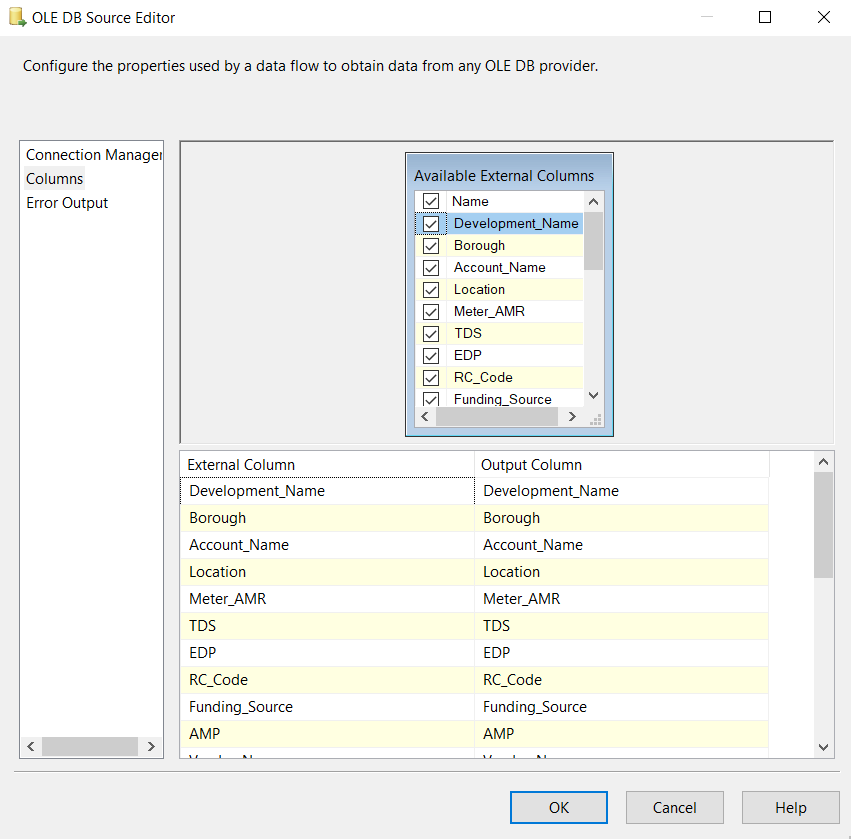 OLE DB Source Editor
Configure the properties used by a data flow to obtain data from any OLE DB provider.
Connection Manager
Columns
Error Output
Available External Columns
Name
Development_Name
Borough
Account_Name
Location
Meter_AMR
TDS
EDP
RC_Code
Funding_Source
External Column Output Column
Development_Name Development_Name
Borough Borough
Account_Name Account_Name
Location Location
Meter_AMR Meter_AMR
TDS TDS
EDP EDP
RC_Code RC_Code
Funding_Source Funding_Source
AMP AMP
OK Cancel Help